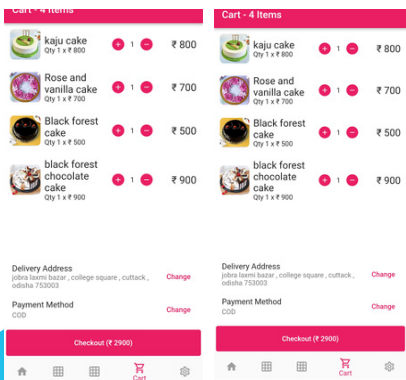 Cart - 4 Items
kaju cake
Qty 1 x ₹ 800
1
₹ 800
Rose and
vanilla cake
Qty 1 x ₹ 700
1
₹ 700
Black forest
cake
Qty 1 x ₹ 500
1
₹ 500
black forest
chocolate
cake
Qty 1 x ₹ 900
1
₹ 900
Delivery Address
jobra laxmi bazar , college square , cuttack ,
odisha 753003
Change
Payment Method
COD
Change
Checkout (₹ 2900)
Cart
Cart - 4 Items
kaju cake
Qty 1 x ₹ 800
1
₹ 800
Rose and
vanilla cake
Qty 1 x ₹ 700
1
₹ 700
Black forest
cake
Qty 1 x ₹ 500
1
₹ 500
black forest
chocolate
cake
Qty 1 x ₹ 900
1
₹ 900
Delivery Address
jobra laxmi bazar , college square , cuttack ,
odisha 753003
Change
Payment Method
COD
Change
Checkout (₹ 2900)
Cart